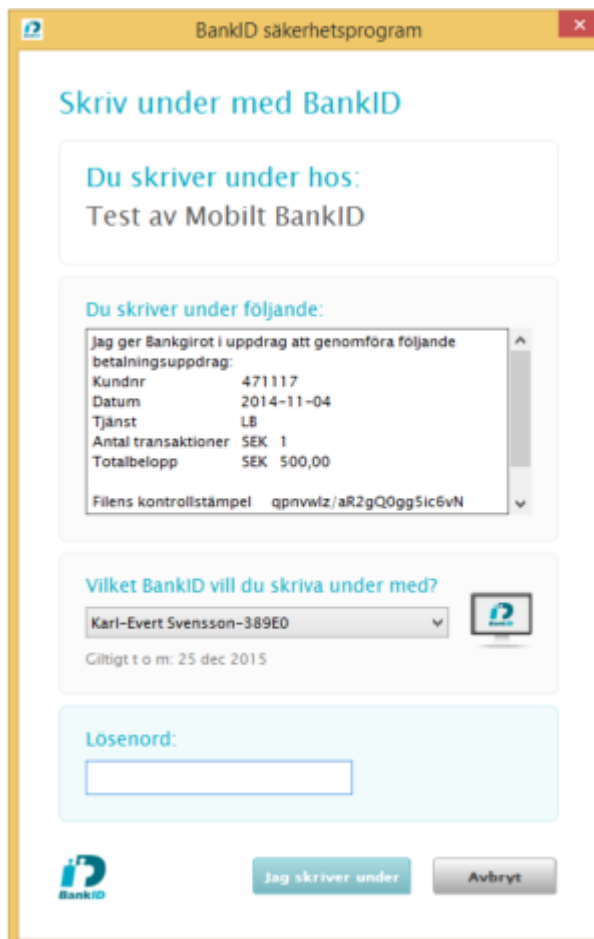 BankID säkerhetsprogram
Skriv under med BankID
Du skriver under hos:
Test av Mobilt BankID
Du skriver under följande:
Jag ger Bankgirot i uppdrag att genomföra följande
betalningsuppdrag:
Kundnr 471117
Datum 2014-11-04
Tjänst LB
Antal transaktioner SEK 1
Totalbelopp SEK 500,00
Filens kontrollstämpel qpnvwlz/aR2gQ0gg5ic6vN
Vilket BankID vill du skriva under med?
Karl-Evert Svensson-389E0
BankID
Giltigt t o m: 25 dec 2015
Lösenord:
BankID
Jag skriver under
Avbryt